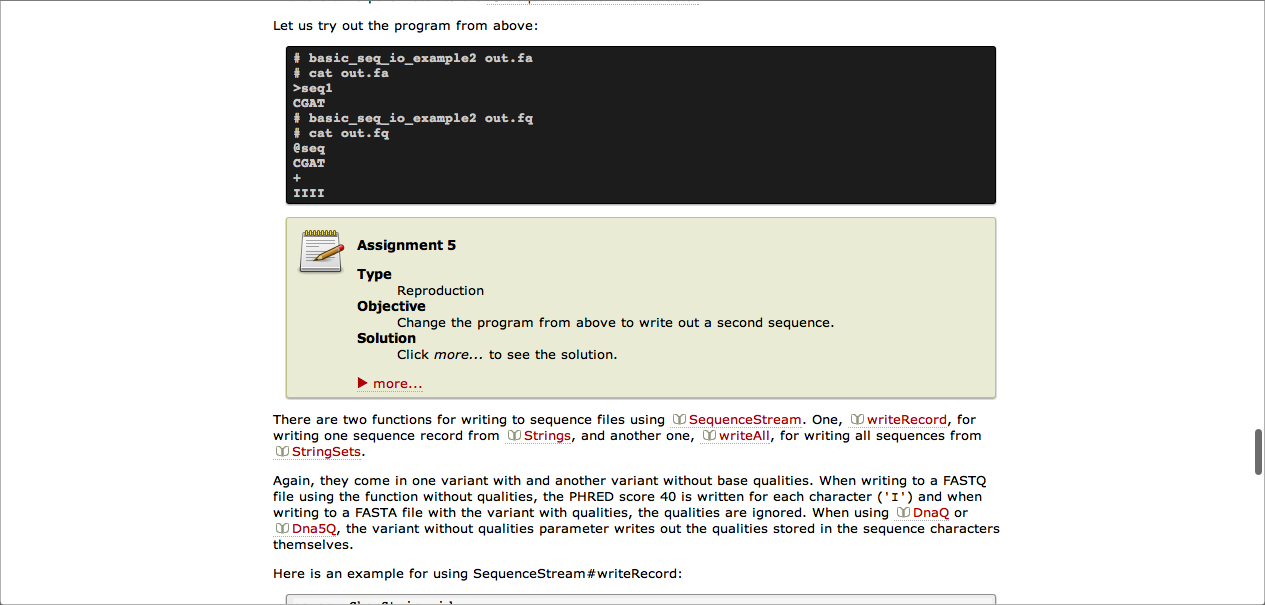 Let us try out the program from above:
# basic_seq_io_example2 out.fa
# cat out.fa
>seq1
CGAT
# basic_seq_io_example2 out.fq
# cat out.fq
@seq
CGAT
+
IIII
Assignment 5
Type
Reproduction
Objective
Change the program from above to write out a second sequence.
Solution
Click more... to see the solution.
more...
There are two functions for writing to sequence files using SequenceStream. One, writeRecord, for
writing one sequence record from Strings, and another one, writeAll, for writing all sequences from
StringSets.
Again, they come in one variant with and another variant without base qualities. When writing to a FASTQ
file using the function without qualities, the PHRED score 40 is written for each character ('I') and when
writing to a FASTA file with the variant with qualities, the qualities are ignored. When using DnaQ or
Dna5Q, the variant without qualities parameter writes out the qualities stored in the sequence characters
themselves.
Here is an example for using SequenceStream#writeRecord: